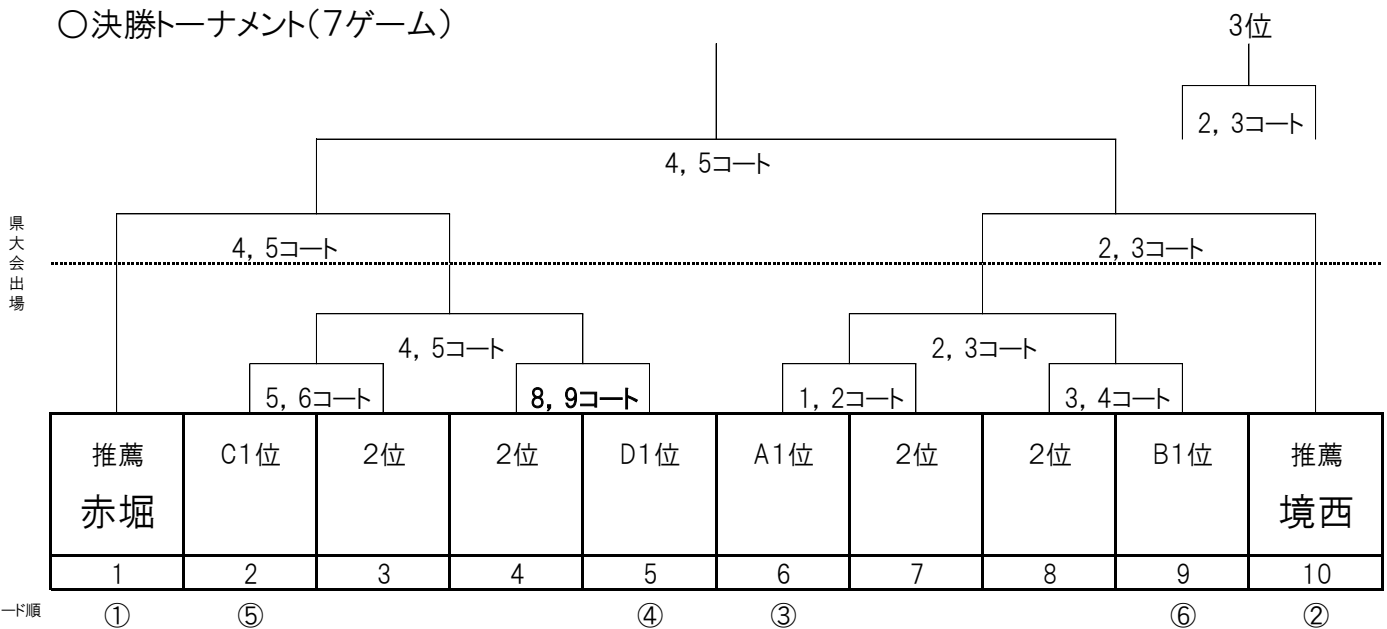 〇決勝トーナメント(7ゲーム)
3位
2, 3コート
4, 5コート
県大会出場
4, 5コート
2, 3コート
4, 5コート
2, 3コート
5, 6コート
8, 9コート
1, 2コート
3, 4コート
推薦 C1位 2位 2位 D1位 A1位 2位 2位 B1位 推薦
赤堀 境西
1 2 3 4 5 6 7 8 9 10
ード順 ① ⑤ ④ ③ ⑥ ②